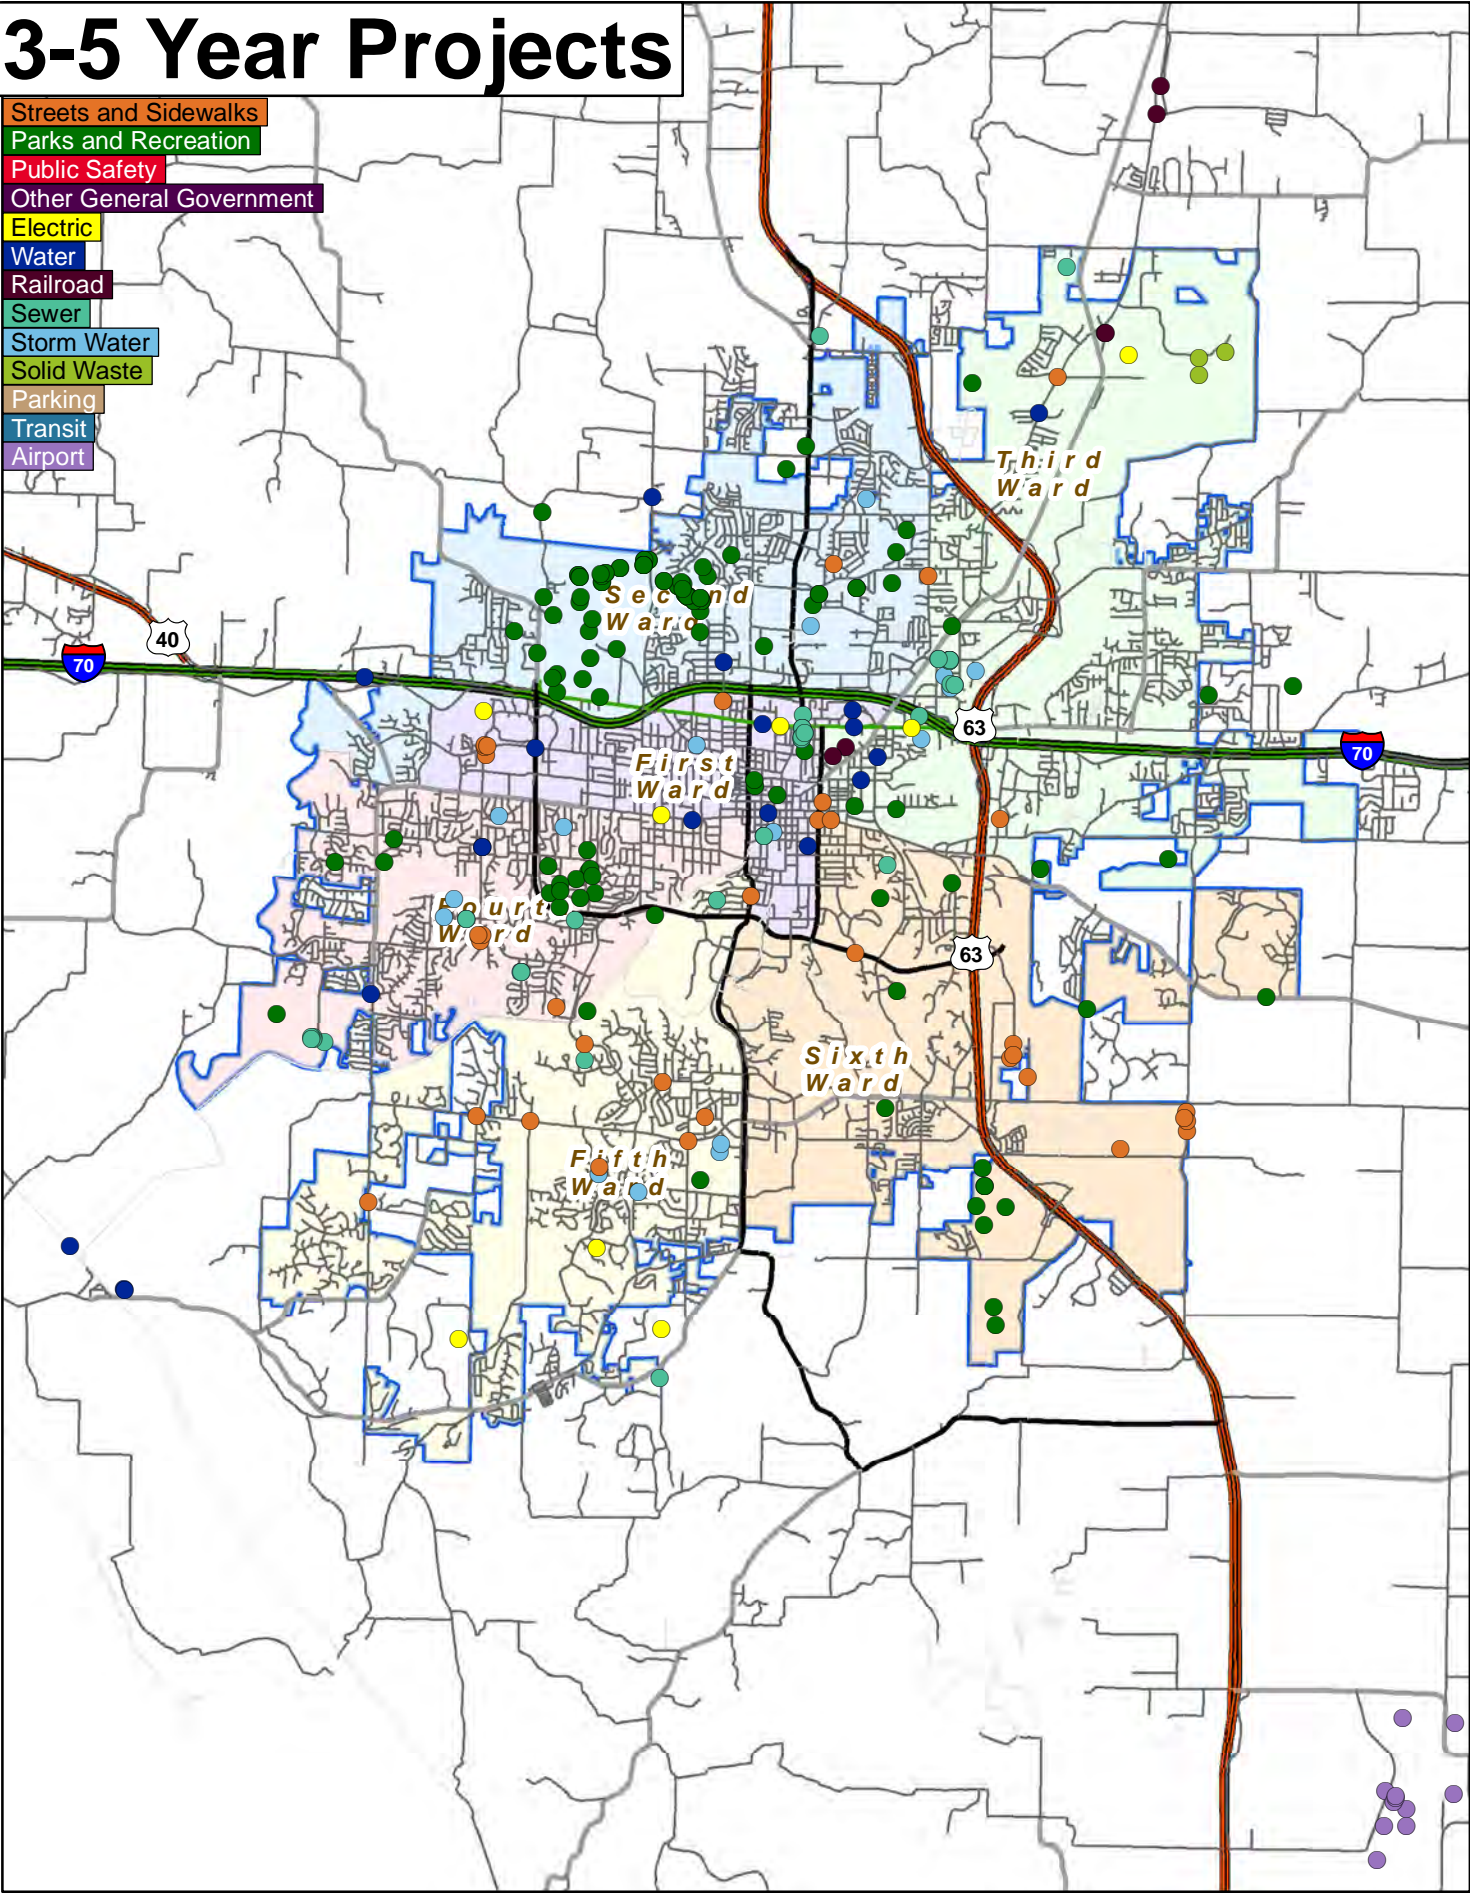 3-5 Year Projects
Streets and Sidewalks
Parks and Recreation
Public Safety
Other General Government
Electric
Water
Railroad
Sewer
Storm Water
Solid Waste
Parking
Transit
Airport
Third
Ward
Second
Ward
40
70
63
70
First
Ward
Fourt
Ward
63
Sixth
Ward
Fifth
Ward